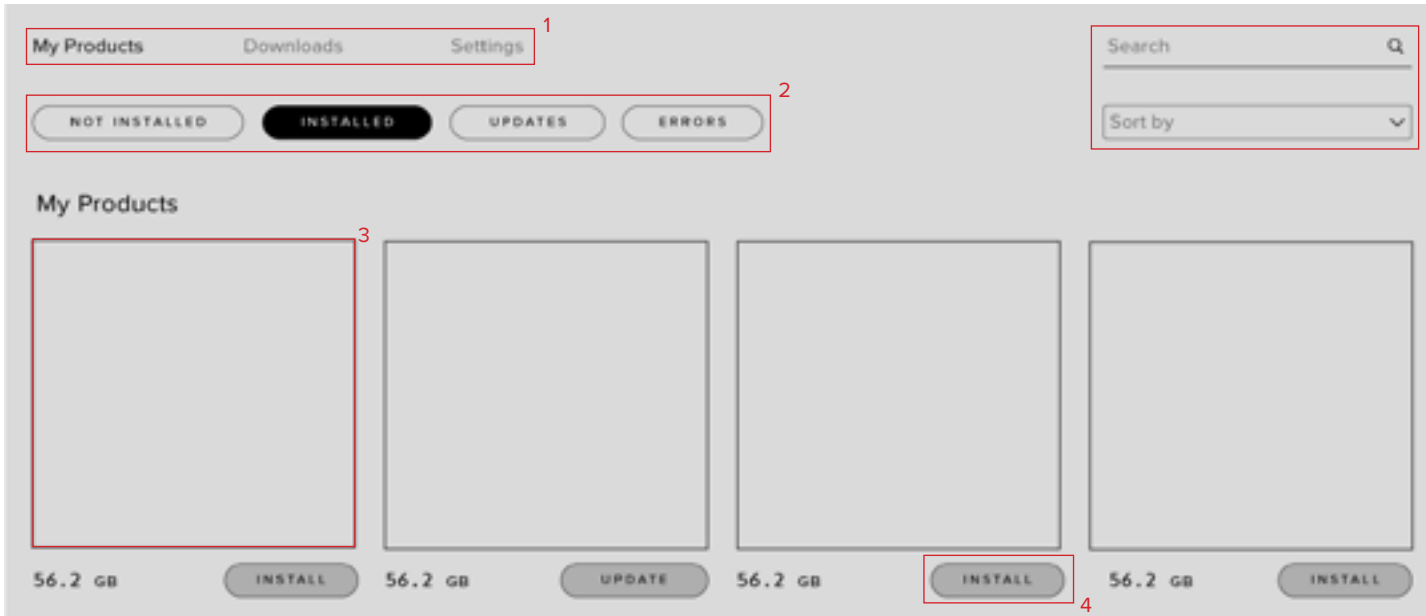 1
My Products Downloads Settings
Search
2
NOT INSTALLED INSTALLED UPDATES ERRORS
Sort by
My Products
3
56.2 GB INSTALL 56.2 GB UPDATE 56.2 GB INSTALL 56.2 GB INSTALL
4